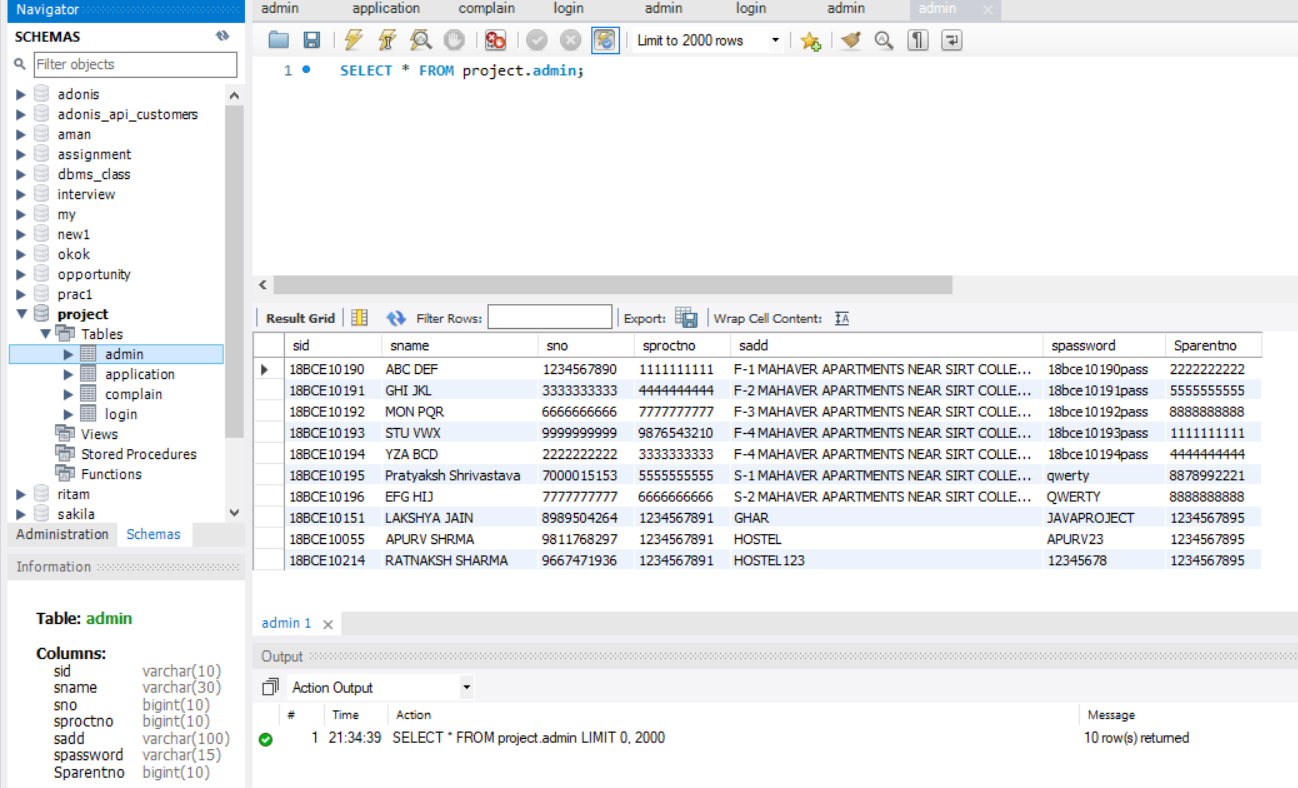 Navigator
SCHEMAS
Filter objects
adonis
adonis_api_customers
aman
assignment
dbms_class
interview
my
new1
okok
opportunity
prac1
project
Tables
admin
application
complain
login
Views
Stored Procedures
Functions
ritam
sakila
Administration Schemas
Information
Table: admin
Columns:
sid varchar(10)
sname varchar(30)
sno bigint(10)
sproctno bigint(10)
sadd varchar(100)
spassword varchar(15)
Sparentno bigint(10)
admin application complain login admin login admin admin
Limit to 2000 rows
1 SELECT * FROM project.admin;
Result Grid Filter Rows: Export: Wrap Cell Content:
sid sname sno sproctno sadd spassword Sparentno
18BCE10190 ABC DEF 1234567890 1111111111 F-1 MAHAVER APARTMENTS NEAR SIRT COLLE... 18bce10190pass 2222222222
18BCE10191 GHI JKL 3333333333 4444444444 F-2 MAHAVER APARTMENTS NEAR SIRT COLLE... 18bce10191pass 5555555555
18BCE10192 MON PQR 6666666666 7777777777 F-3 MAHAVER APARTMENTS NEAR SIRT COLLE... 18bce10192pass 8888888888
18BCE10193 STU VWX 9999999999 9876543210 F-4 MAHAVER APARTMENTS NEAR SIRT COLLE... 18bce10193pass 1111111111
18BCE10194 YZA BCD 2222222222 3333333333 F-4 MAHAVER APARTMENTS NEAR SIRT COLLE... 18bce10194pass 4444444444
18BCE10195 Pratyaksh Shrivastava 7000015153 5555555555 S-1 MAHAVER APARTMENTS NEAR SIRT COLLE... qwerty 8878992221
18BCE10196 EFG HIJ 7777777777 6666666666 S-2 MAHAVER APARTMENTS NEAR SIRT COLLE... QWERTY 8888888888
18BCE10151 LAKSHYA JAIN 8989504264 1234567891 GHAR JAVAPROJECT 1234567895
18BCE10055 APURV SHRMA 9811768297 1234567891 HOSTEL APURV23 1234567895
18BCE10214 RATNAKSH SHARMA 9667471936 1234567891 HOSTEL123 12345678 1234567895
admin 1
Output
Action Output
# Time Action Message
1 21:34:39 SELECT * FROM project.admin LIMIT 0, 2000 10 row(s) returned